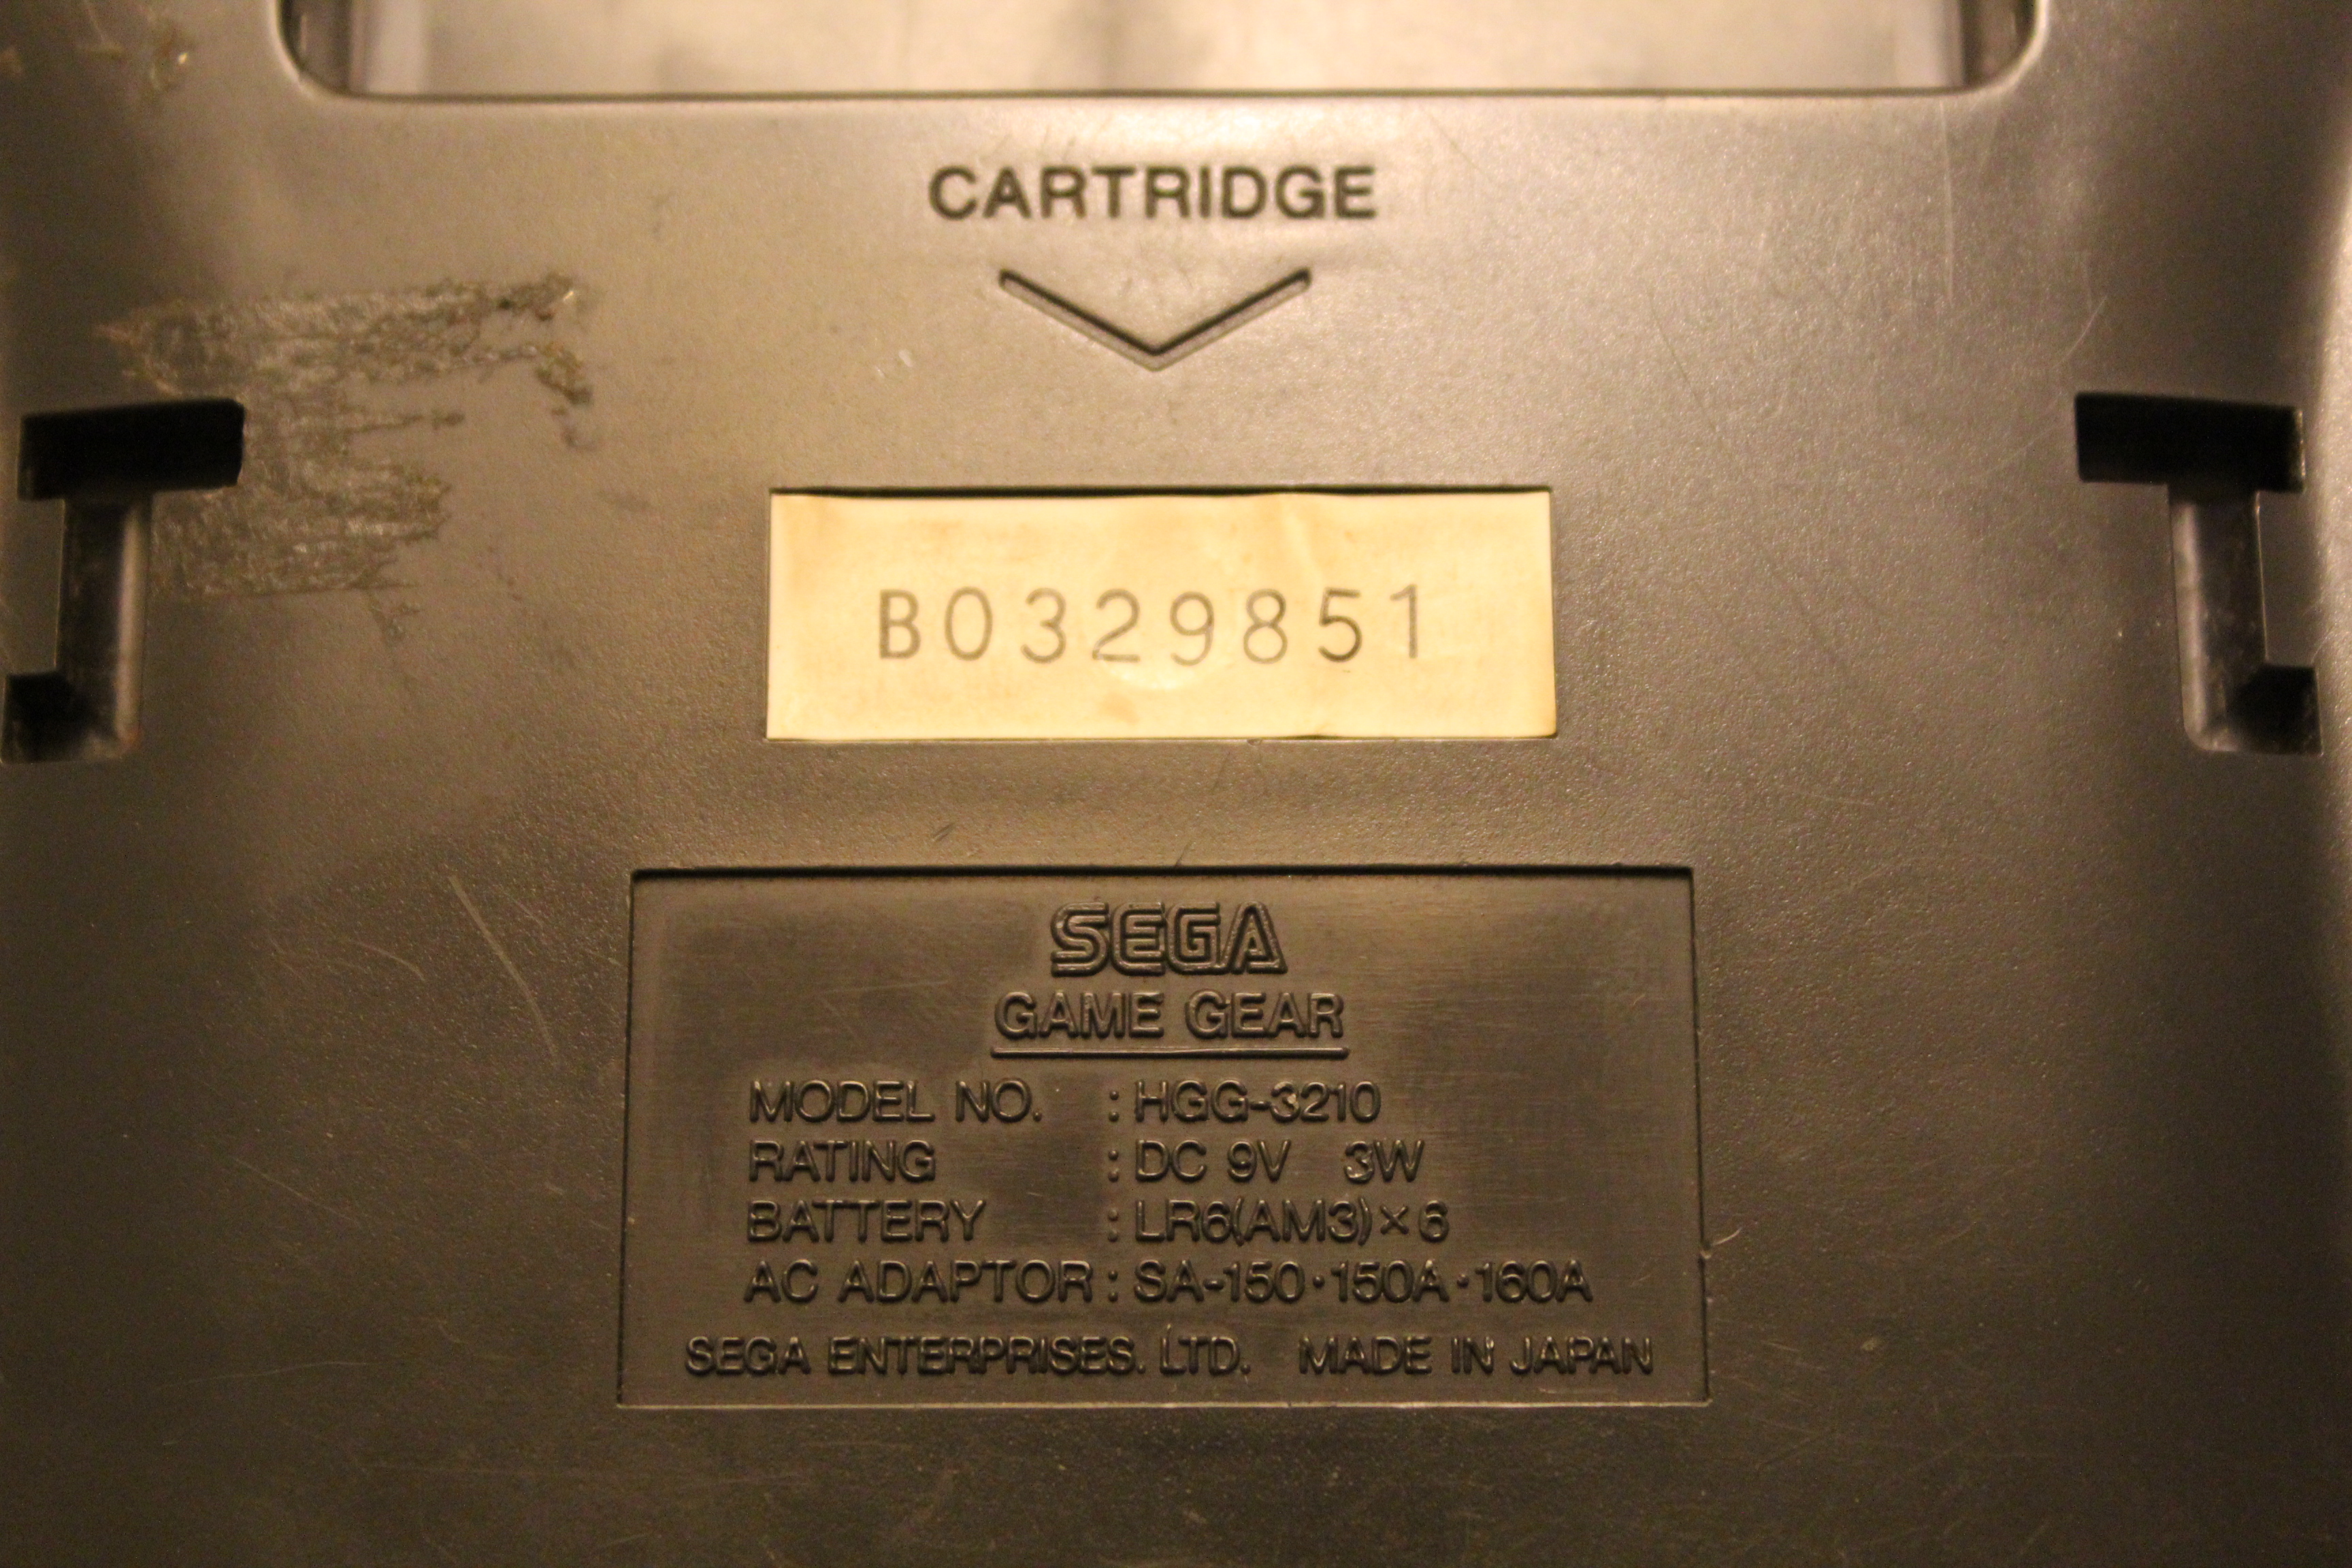 CARTRIDGE
B0329851
SEGA
GAME GEAR
MODEL NO. : HGG-3210
RATING : DC 9V 3W
BATTERY : LR6(AM3)×6
AC ADAPTOR : SA-150・150A・160A
SEGA ENTERPRISES. LTD. MADE IN JAPAN